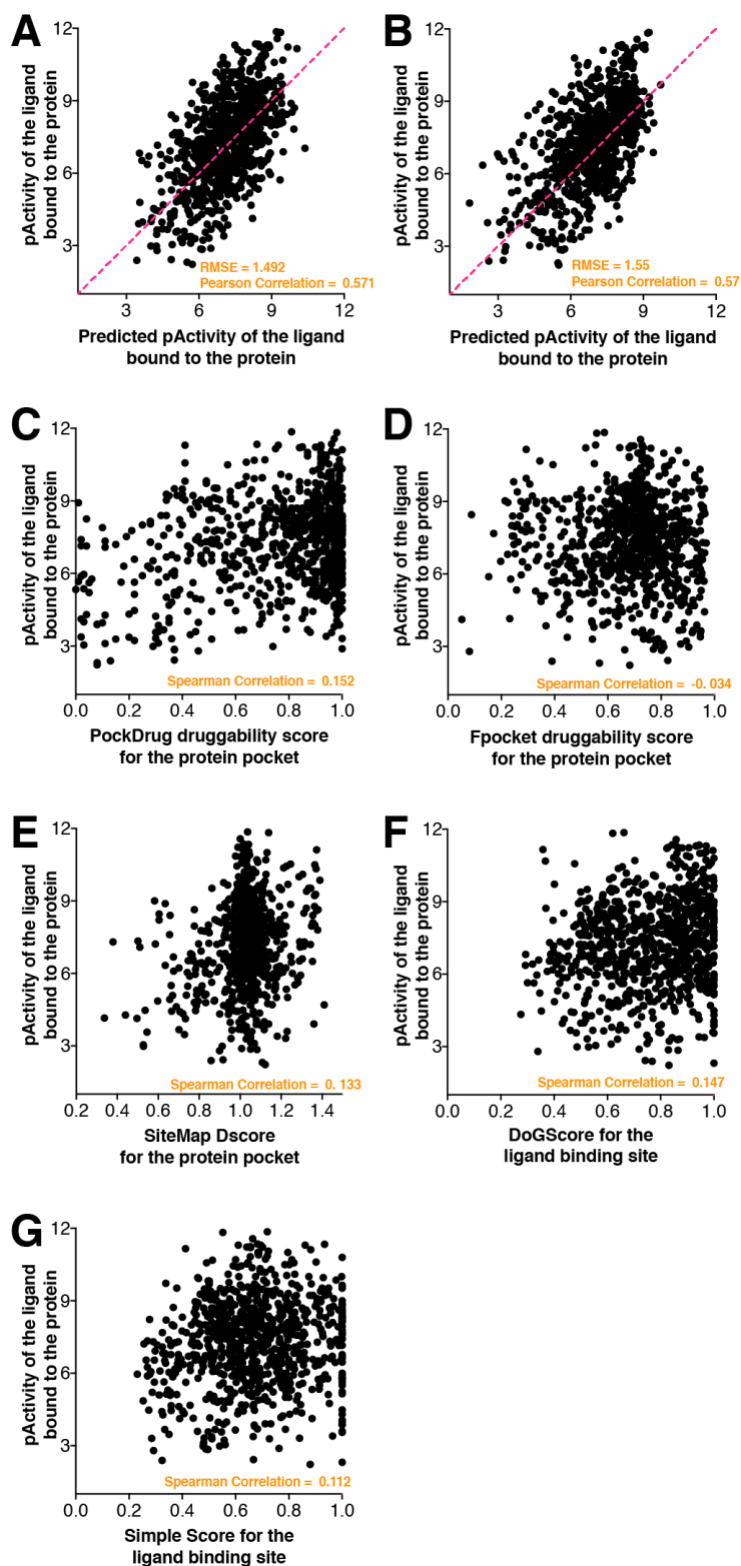 A
pActivity of the ligand
bound to the protein
12
9
6
3
3
6
9
12
RMSE = 1.492
Pearson Correlation = 0.571
Predicted pActivity of the ligand
bound to the protein
B
pActivity of the ligand
bound to the protein
12
9
6
3
3
6
9
12
RMSE = 1.55
Pearson Correlation = 0.57
Predicted pActivity of the ligand
bound to the protein
C
pActivity of the ligand
bound to the protein
12
9
6
3
Spearman Correlation = 0.152
0.0
0.2
0.4
0.6
0.8
1.0
PockDrug druggability score
for the protein pocket
D
pActivity of the ligand
bound to the protein
12
9
6
3
Spearman Correlation = -0. 034
0.0
0.2
0.4
0.6
0.8
1.0
Fpocket druggability score
for the protein pocket
E
pActivity of the ligand
bound to the protein
12
9
6
3
Spearman Correlation = 0. 133
0.2
0.4
0.6
0.8
1.0
1.2
1.4
SiteMap Dscore
for the protein pocket
F
pActivity of the ligand
bound to the protein
12
9
6
3
Spearman Correlation = 0.147
0.0
0.2
0.4
0.6
0.8
1.0
DoGScore for the
ligand binding site
G
pActivity of the ligand
bound to the protein
12
9
6
3
Spearman Correlation = 0.112
0.0
0.2
0.4
0.6
0.8
1.0
Simple Score for the
ligand binding site